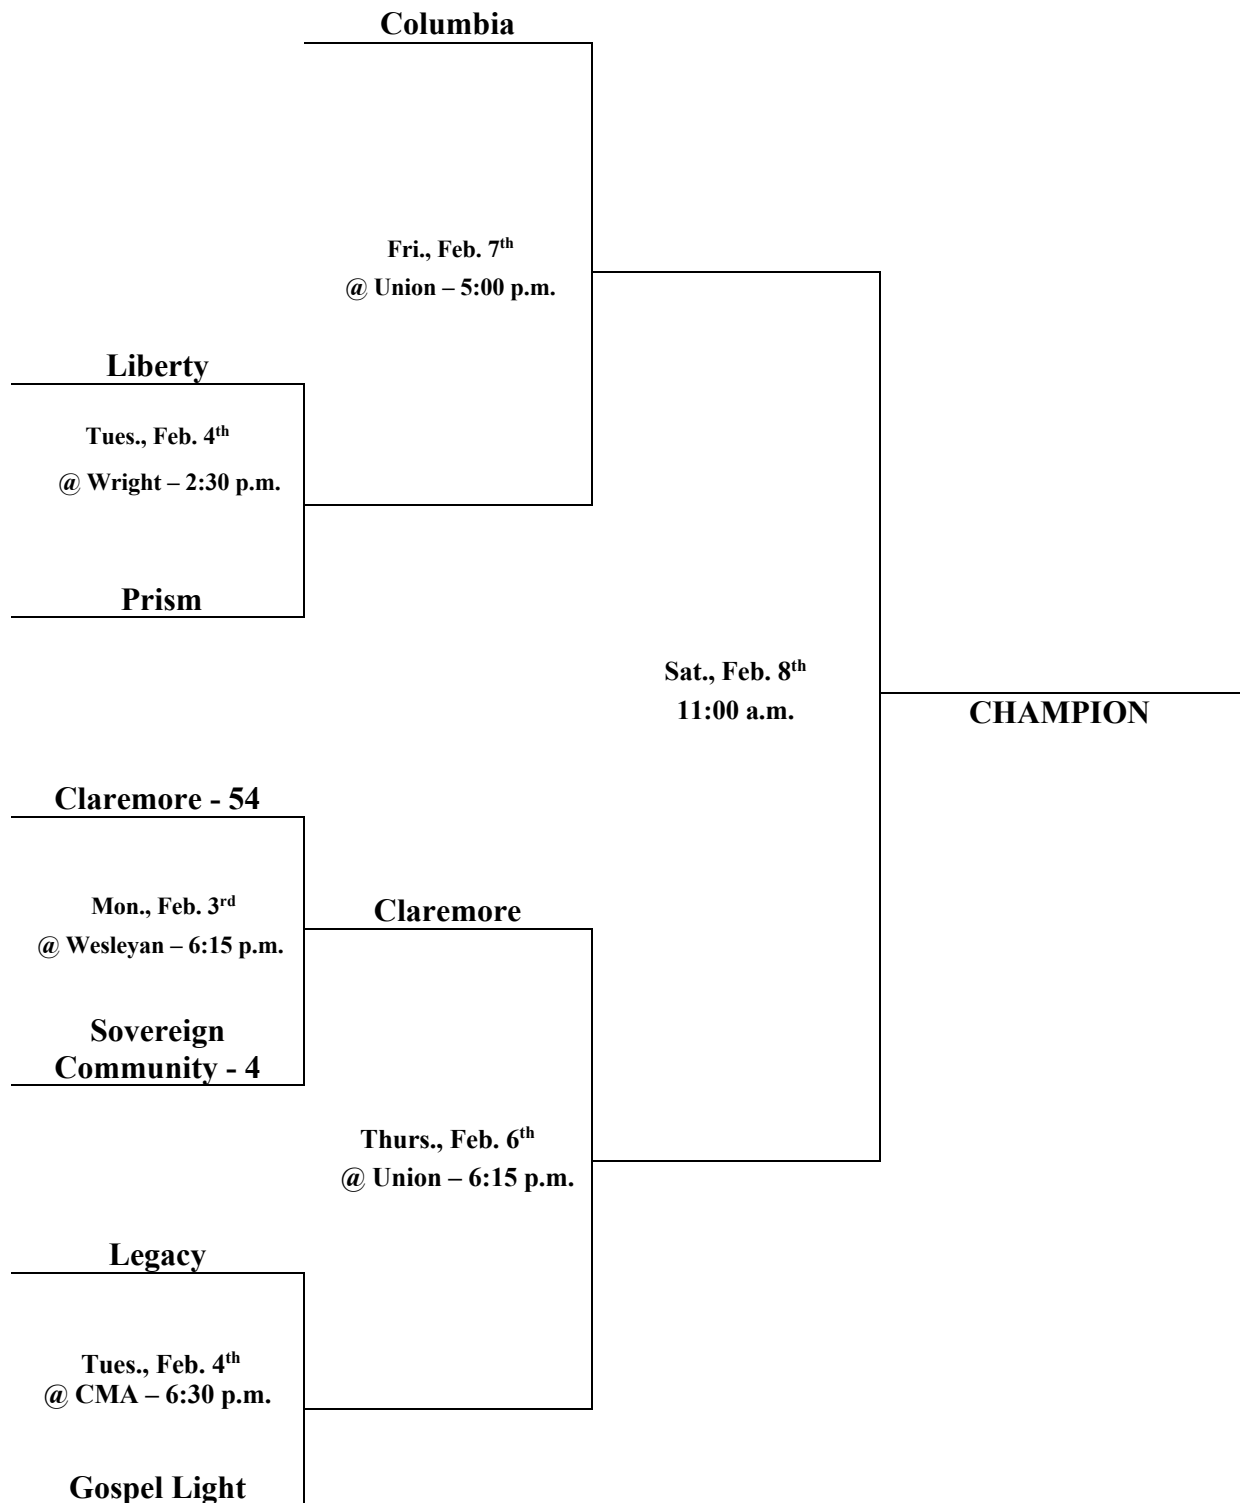 Columbia
Fri., Feb. 7th
@ Union – 5:00 p.m.
Liberty
Tues., Feb. 4th
@ Wright – 2:30 p.m.
Prism
Sat., Feb. 8th
11:00 a.m.
CHAMPION
Claremore - 54
Mon., Feb. 3rd
@ Wesleyan – 6:15 p.m.
Claremore
Sovereign
Community - 4
Thurs., Feb. 6th
@ Union – 6:15 p.m.
Legacy
Tues., Feb. 4th
@ CMA – 6:30 p.m.
Gospel Light